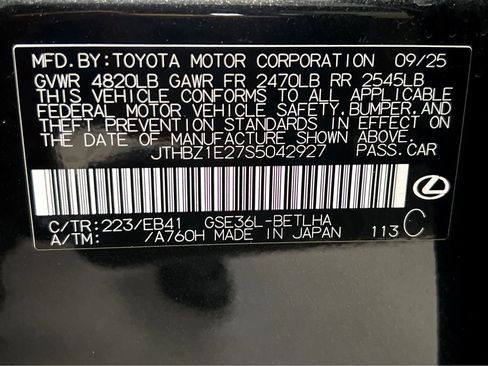 MFD.BY:TOYOTA MOTOR CORPORATION 09/25
GVWR 4820LB GAWR FR 2470LB RR 2545LB
THIS VEHICLE CONFORMS TO ALL APPLICABLE
FEDERAL MOTOR VEHICLE SAFETY,BUMPER,AND
THEFT PREVENTION STANDARDS IN EFFECT ON
THE DATE OF MANUFACTURE SHOWN ABOVE.
JTHBZ1E27S5042927 PASS.CAR
C/TR:223/EB41 GSE36L-BETLHA
A/TM: /A760H MADE IN JAPAN 113 C